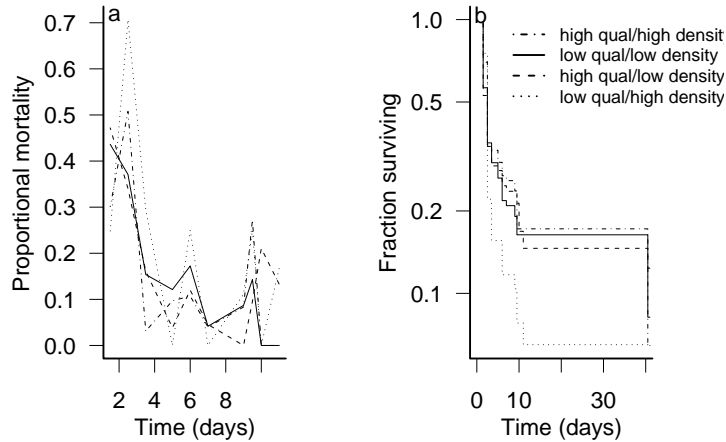 a
Proportional mortality
0.7
0.6
0.5
0.4
0.3
0.2
0.1
0.0
2 4 6 8
Time (days)
b
Fraction surviving
1.0
0.5
0.2
0.1
high qual/high density
low qual/low density
high qual/low density
low qual/high density
0 10 30
Time (days)